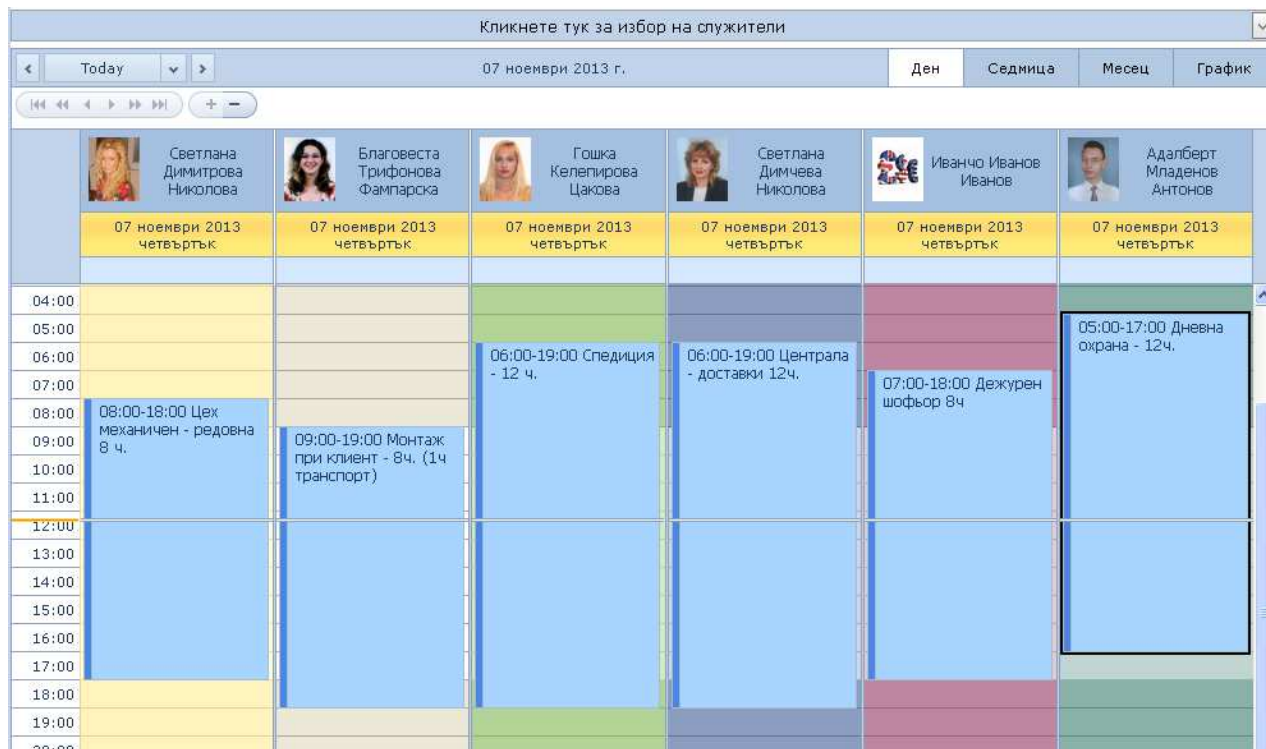 Кликнете тук за избор на служители
Today
07 ноември 2013 г.
Ден
Седмица
Месец
График
Светлана
Димитрова
Николова
Благовеста
Трифонова
Фампарска
Гошка
Келепирова
Цакова
Светлана
Димчева
Николова
Иванчо Иванов
Иванов
Адалберт
Младенов
Антонов
07 ноември 2013
четвъртък
07 ноември 2013
четвъртък
07 ноември 2013
четвъртък
07 ноември 2013
четвъртък
07 ноември 2013
четвъртък
07 ноември 2013
четвъртък
04:00
05:00
06:00
07:00
08:00
09:00
10:00
11:00
12:00
13:00
14:00
15:00
16:00
17:00
18:00
19:00
20:00
08:00-18:00 Цех
механичен - редовна
8 ч.
09:00-19:00 Монтаж
при клиент - 8ч. (1ч
транспорт)
06:00-19:00 Спедиция
- 12 ч.
06:00-19:00 Централа
- доставки 12ч.
07:00-18:00 Дежурен
шофьор 8ч
05:00-17:00 Дневна
охрана - 12ч.